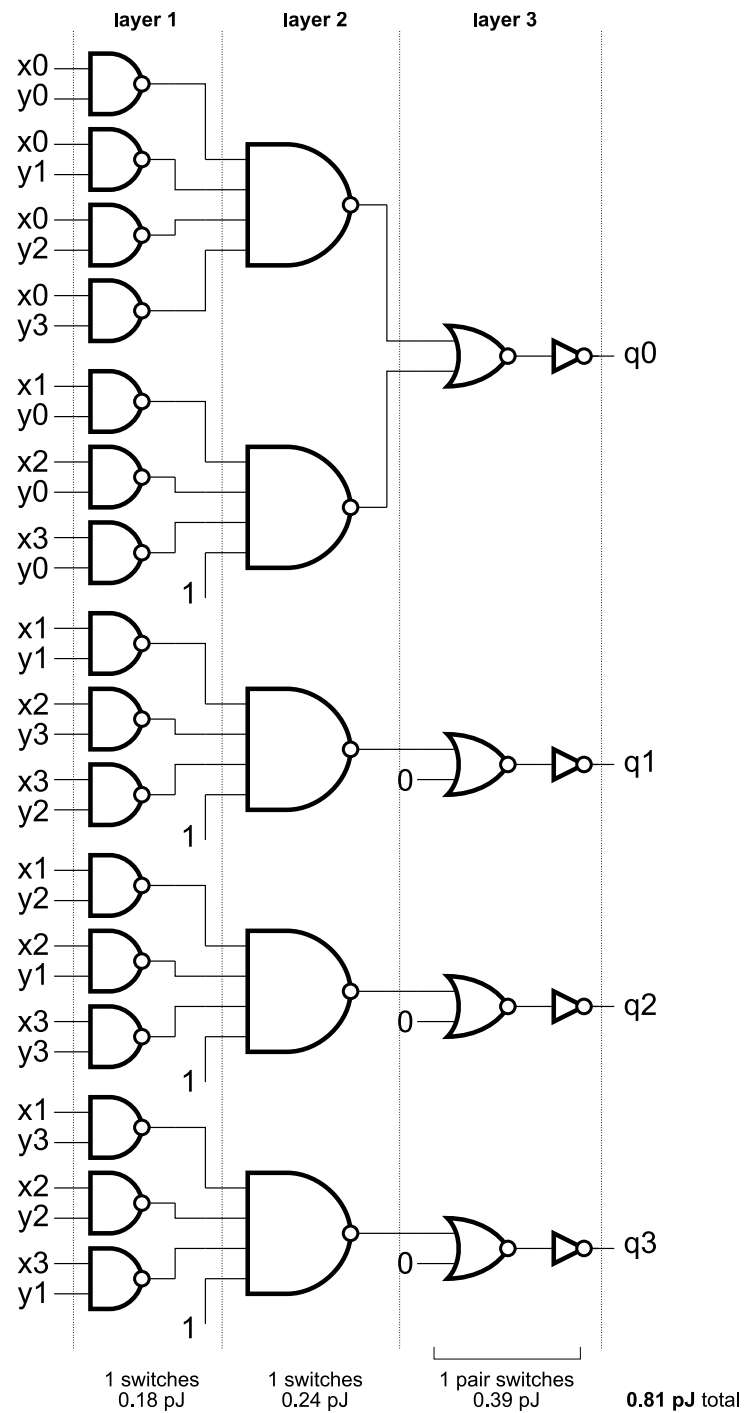 layer 1 layer 2 layer 3
x0
y0
x0
y1
x0
y2
x0
y3
q0
x1
y0
x2
y0
x3
y0
1
x1
y1
x2
y3
q1
x3
0
y2
1
x1
y2
x2
y1
q2
x3
0
y3
1
x1
y3
x2
y2
q3
x3
0
y1
1
1 switches 1 switches 1 pair switches
0.18 pJ 0.24 pJ 0.39 pJ 0.81 pJ total